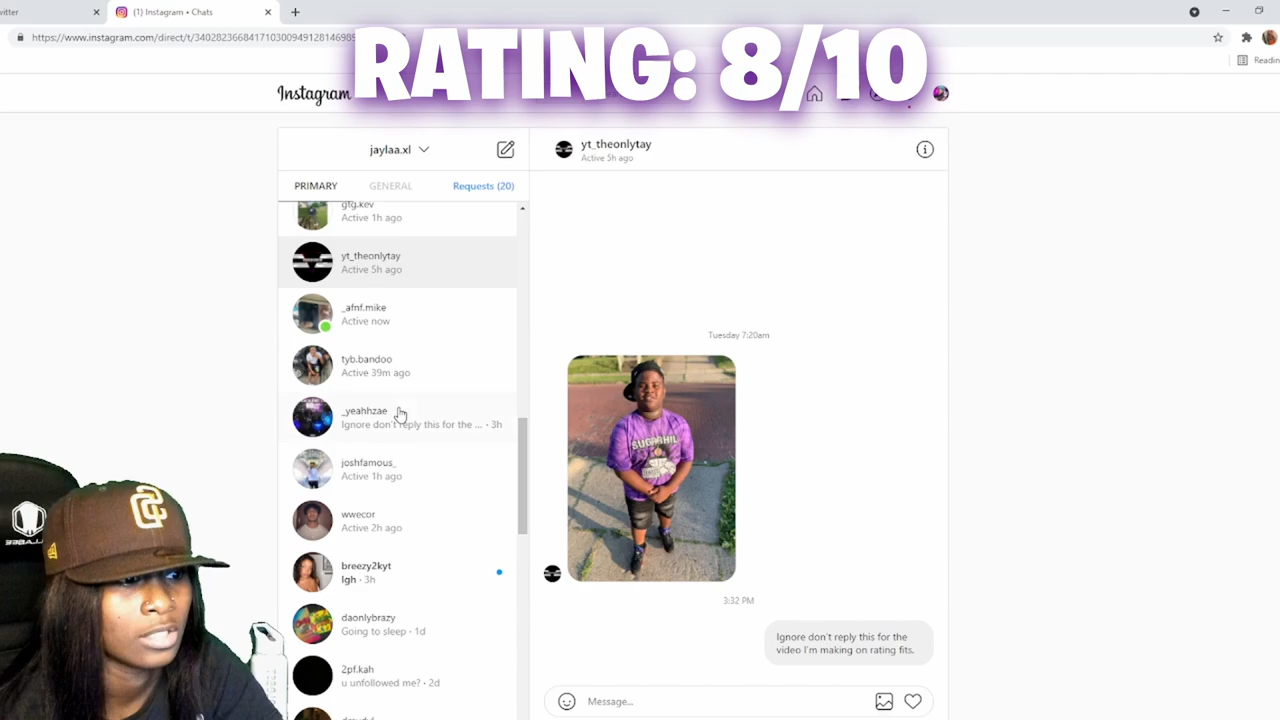 witter
(1) Instagram • Chats
https://www.instagram.com/direct/t/34028236684171030094912814698
Readin
RATING: 8/10
Instagram
jaylaa.xl
PRIMARY
GENERAL
Requests (20)
gtg.kev
Active 1h ago
yt_theonlytay
Active 5h ago
_afnf.mike
Active now
tyb.bandoo
Active 39m ago
_yeahhzae
Ignore don't reply this for the ... · 3h
joshfamous_
Active 1h ago
wwecor
Active 2h ago
breezy2kyt
Igh · 3h
daonlybrazy
Going to sleep · 1d
2pf.kah
u unfollowed me? · 2d
yt_theonlytay
Active 5h ago
Tuesday 7:20am
SUGARHILL
3:32 PM
Ignore don't reply this for the
video I'm making on rating fits.
Message...